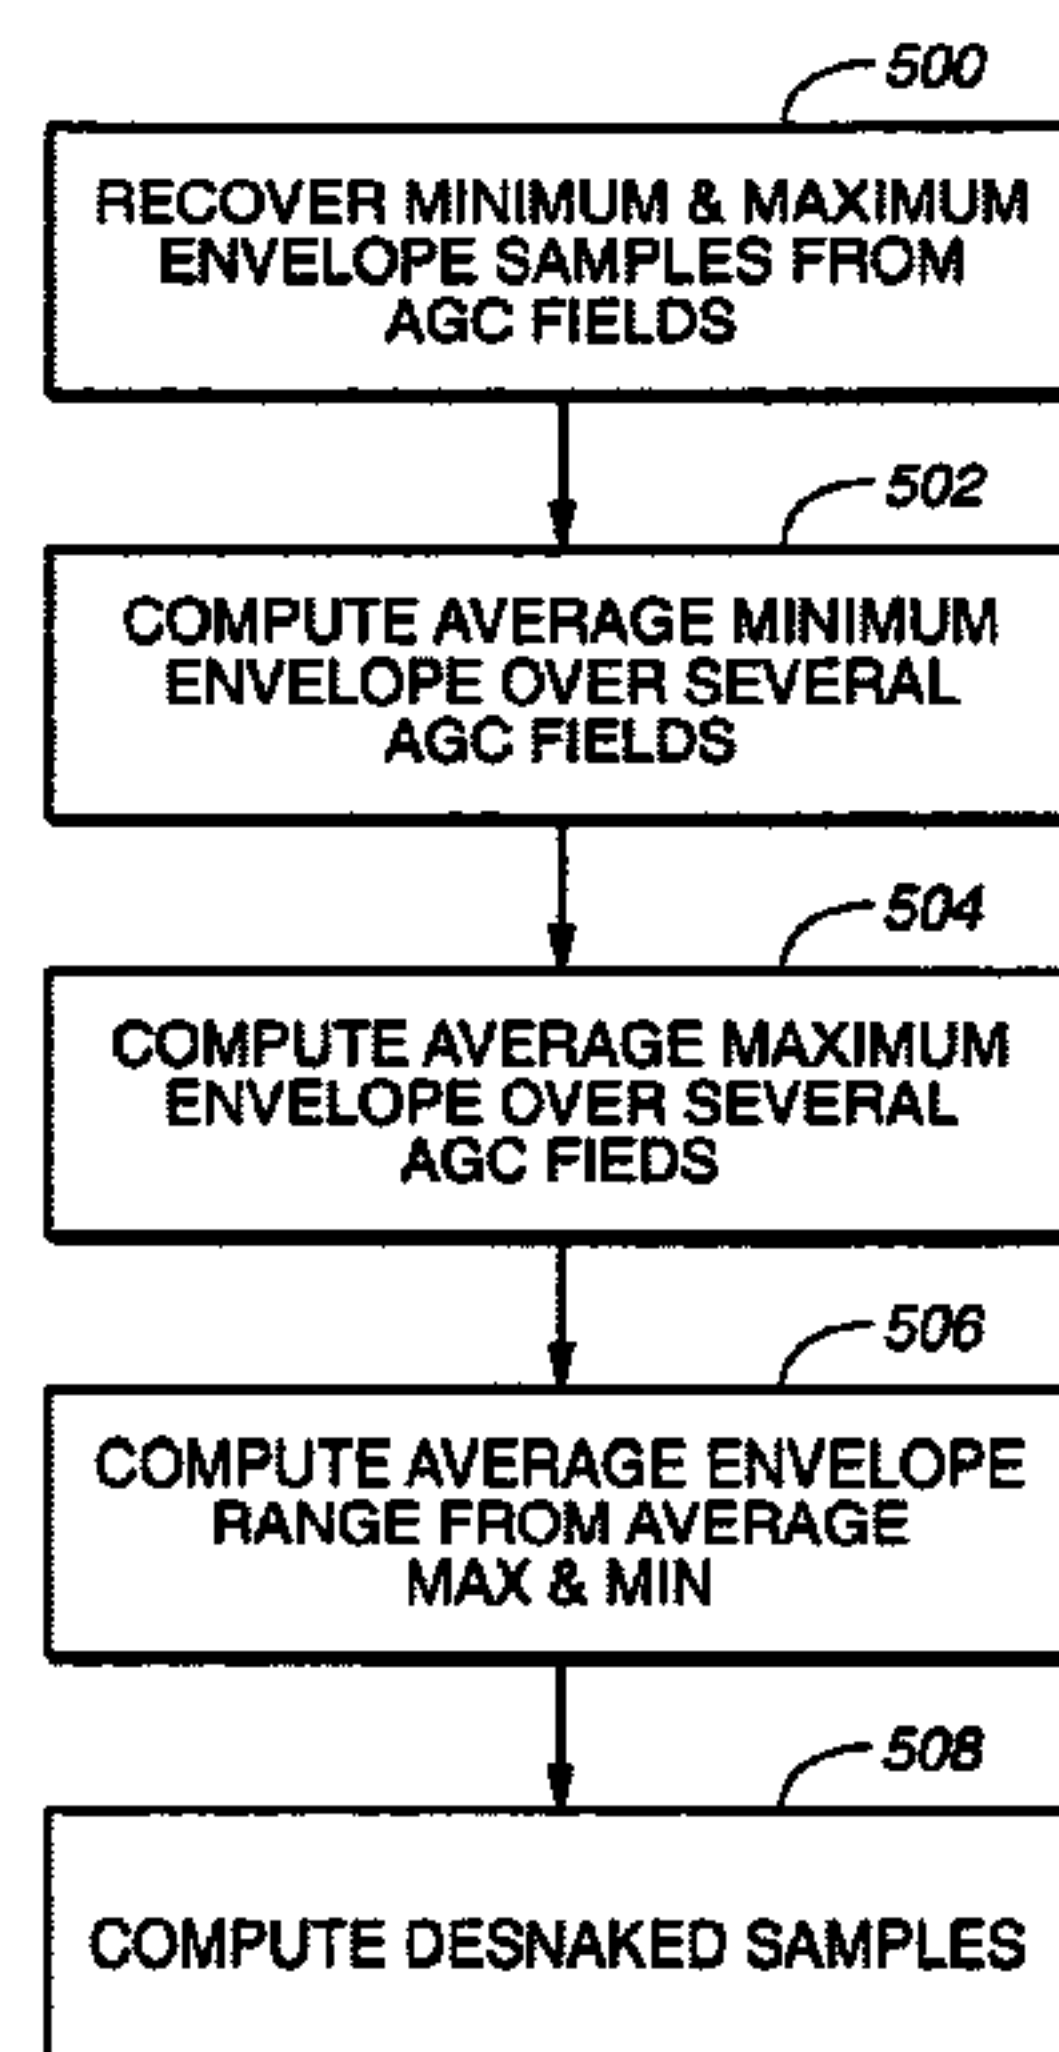 500
RECOVER MINIMUM & MAXIMUM
ENVELOPE SAMPLES FROM
AGC FIELDS
502
COMPUTE AVERAGE MINIMUM
ENVELOPE OVER SEVERAL
AGC FIELDS
504
COMPUTE AVERAGE MAXIMUM
ENVELOPE OVER SEVERAL
AGC FIEDS
506
COMPUTE AVERAGE ENVELOPE
RANGE FROM AVERAGE
MAX & MIN
508
COMPUTE DESNAKED SAMPLES